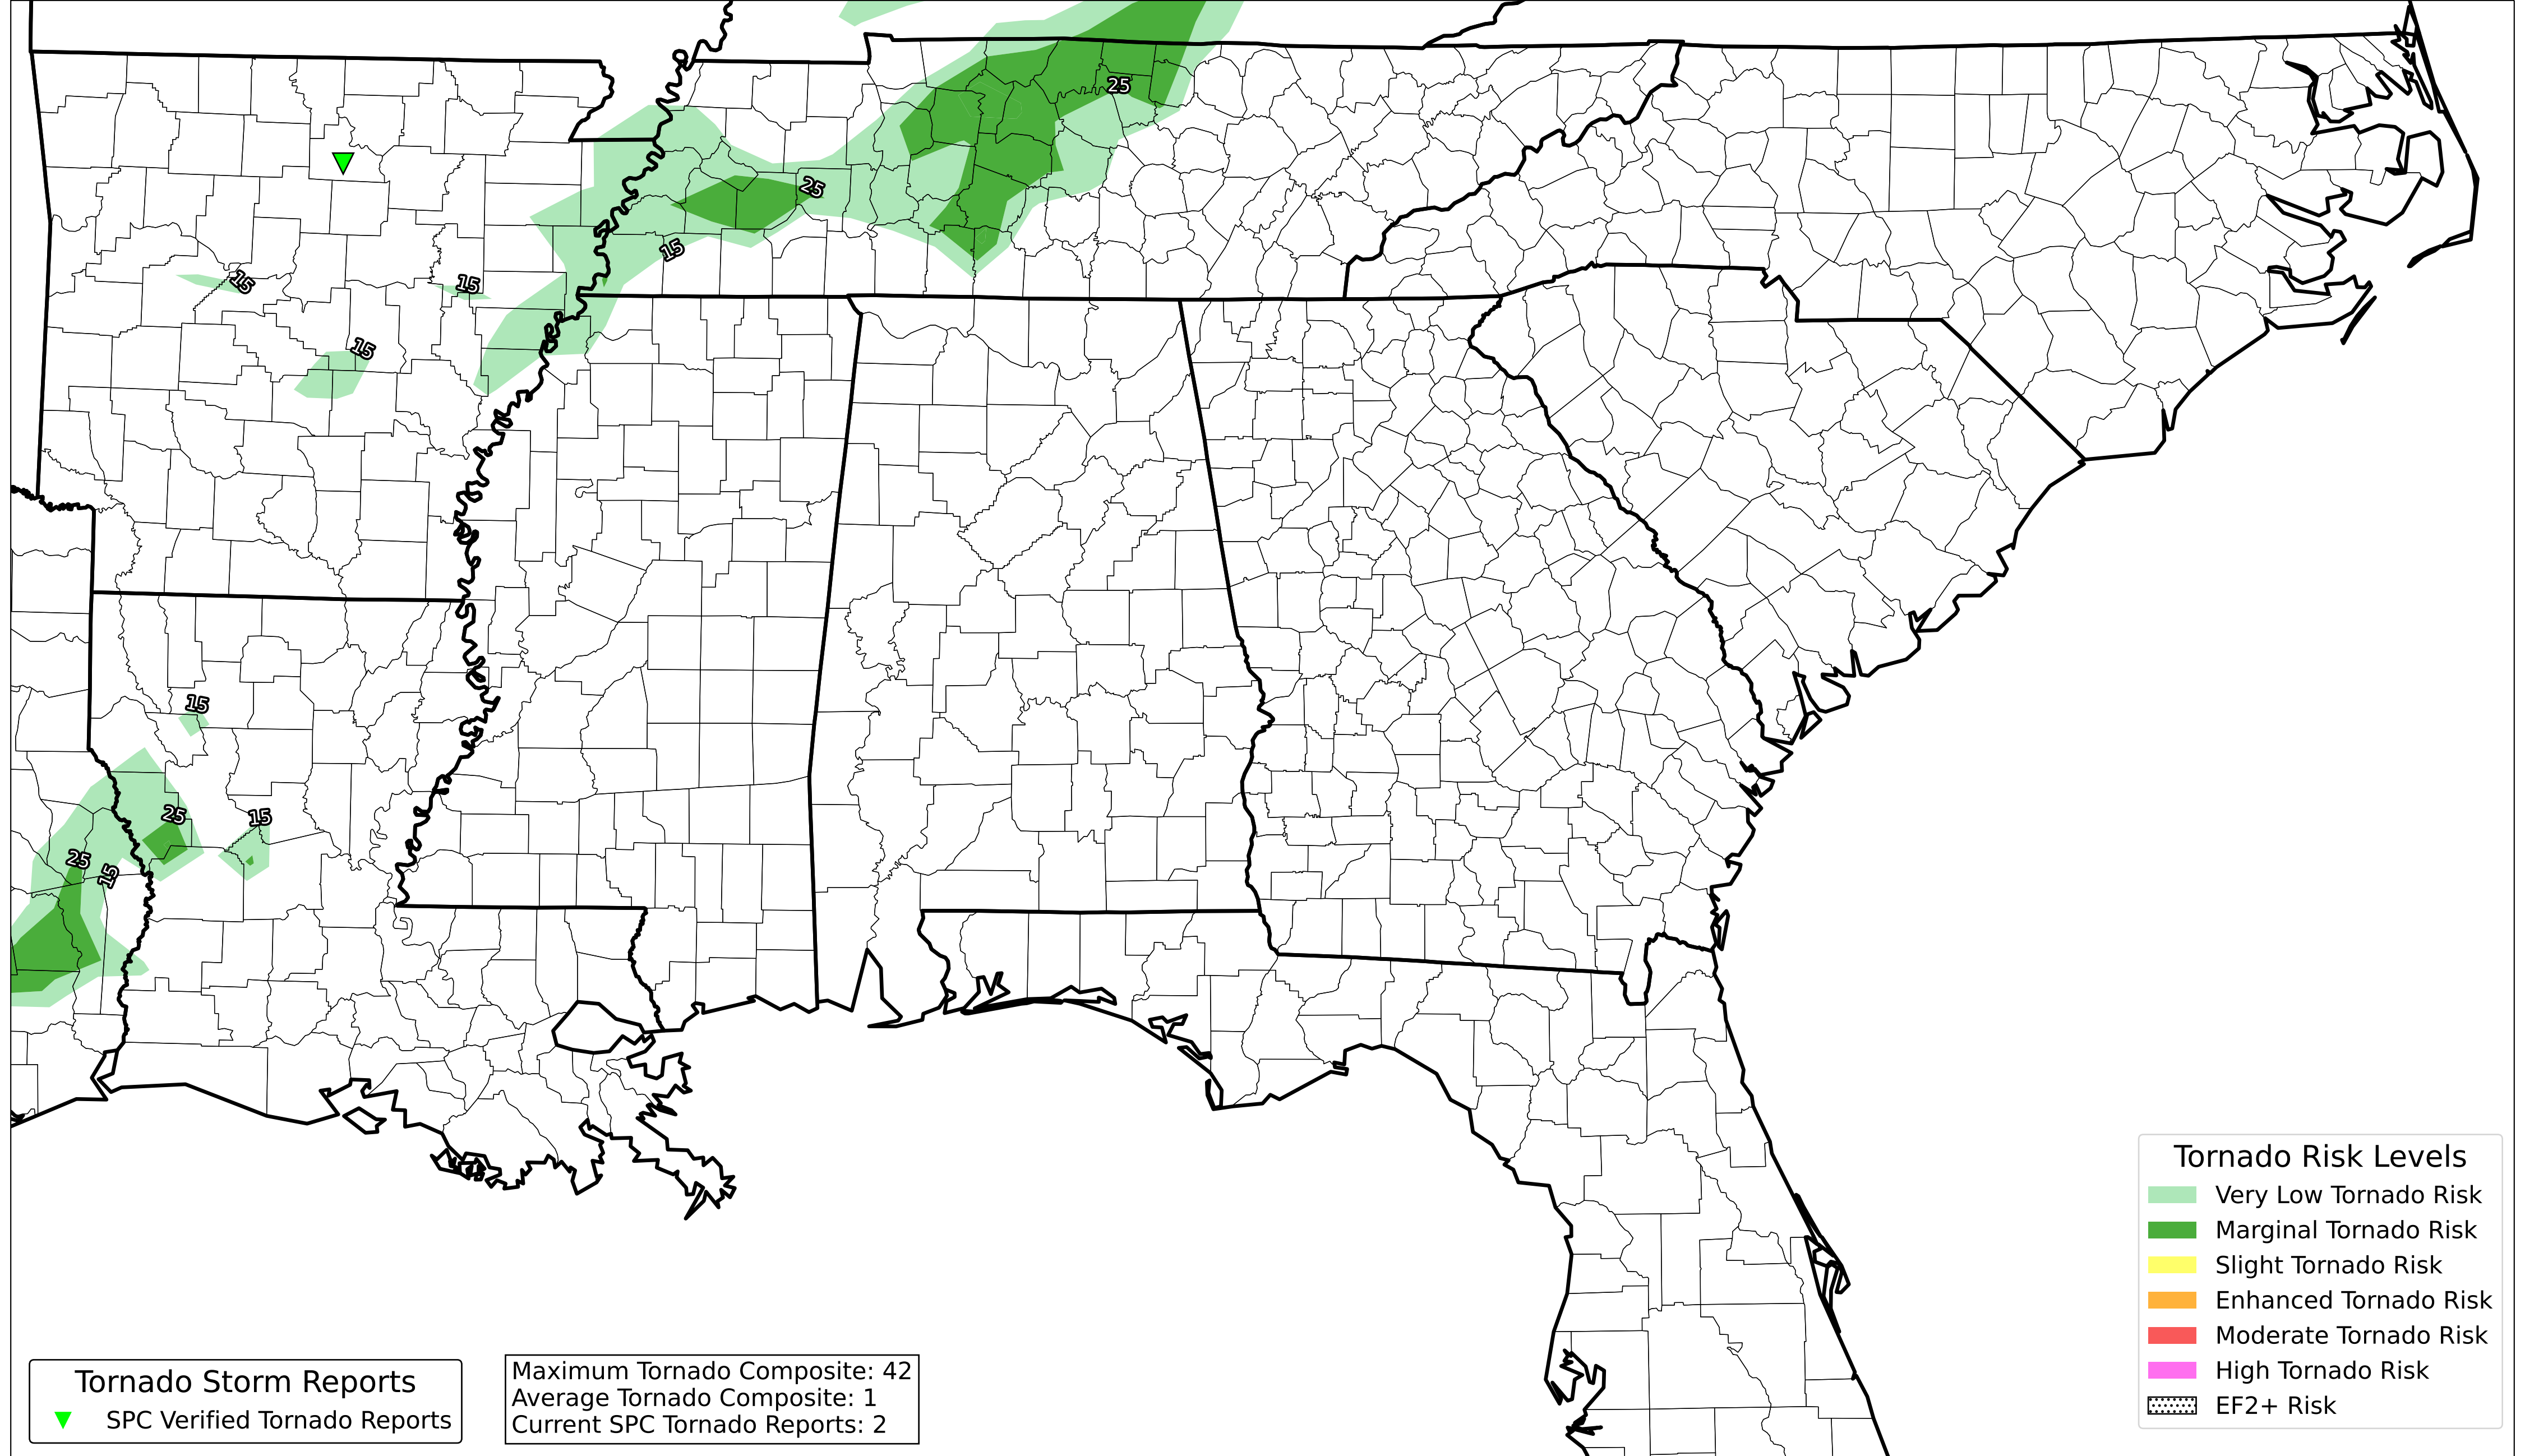 25
25
15
15
15
15
15
25
15
25
15
Tornado Risk Levels
Very Low Tornado Risk
Marginal Tornado Risk
Slight Tornado Risk
Enhanced Tornado Risk
Moderate Tornado Risk
High Tornado Risk
EF2+ Risk
Tornado Storm Reports
SPC Verified Tornado Reports
Maximum Tornado Composite: 42
Average Tornado Composite: 1
Current SPC Tornado Reports: 2